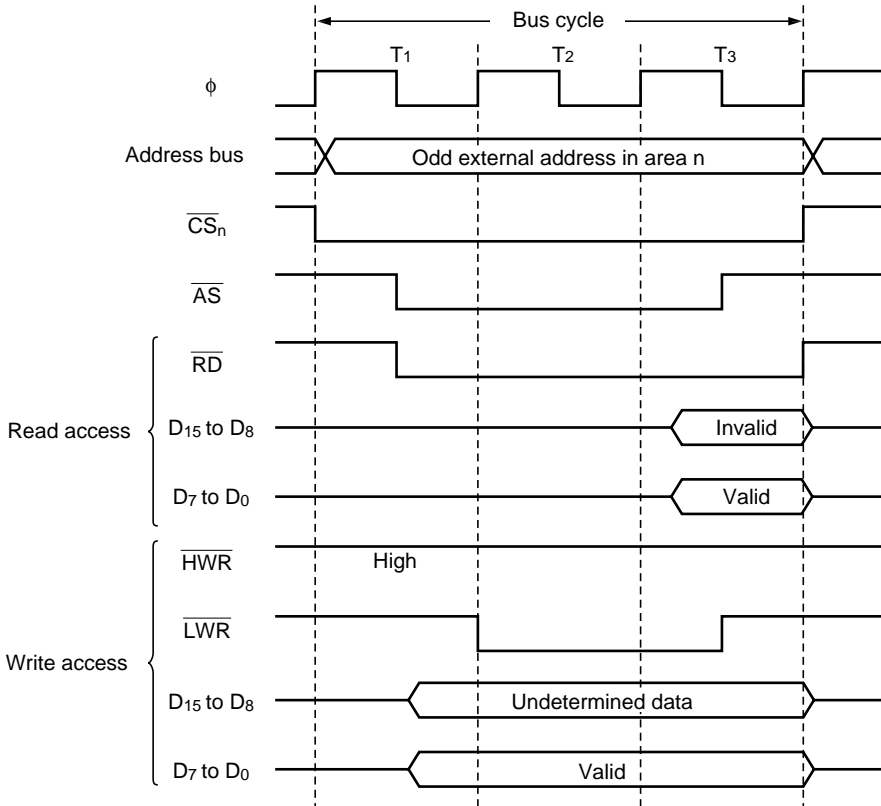 Bus cycle
T1 T2 T3
ϕ
Address bus Odd external address in area n
CSn
AS
RD
Read access D15 to D8 Invalid
D7 to D0 Valid
HWR High
LWR
Write access
D15 to D8 Undetermined data
D7 to D0 Valid